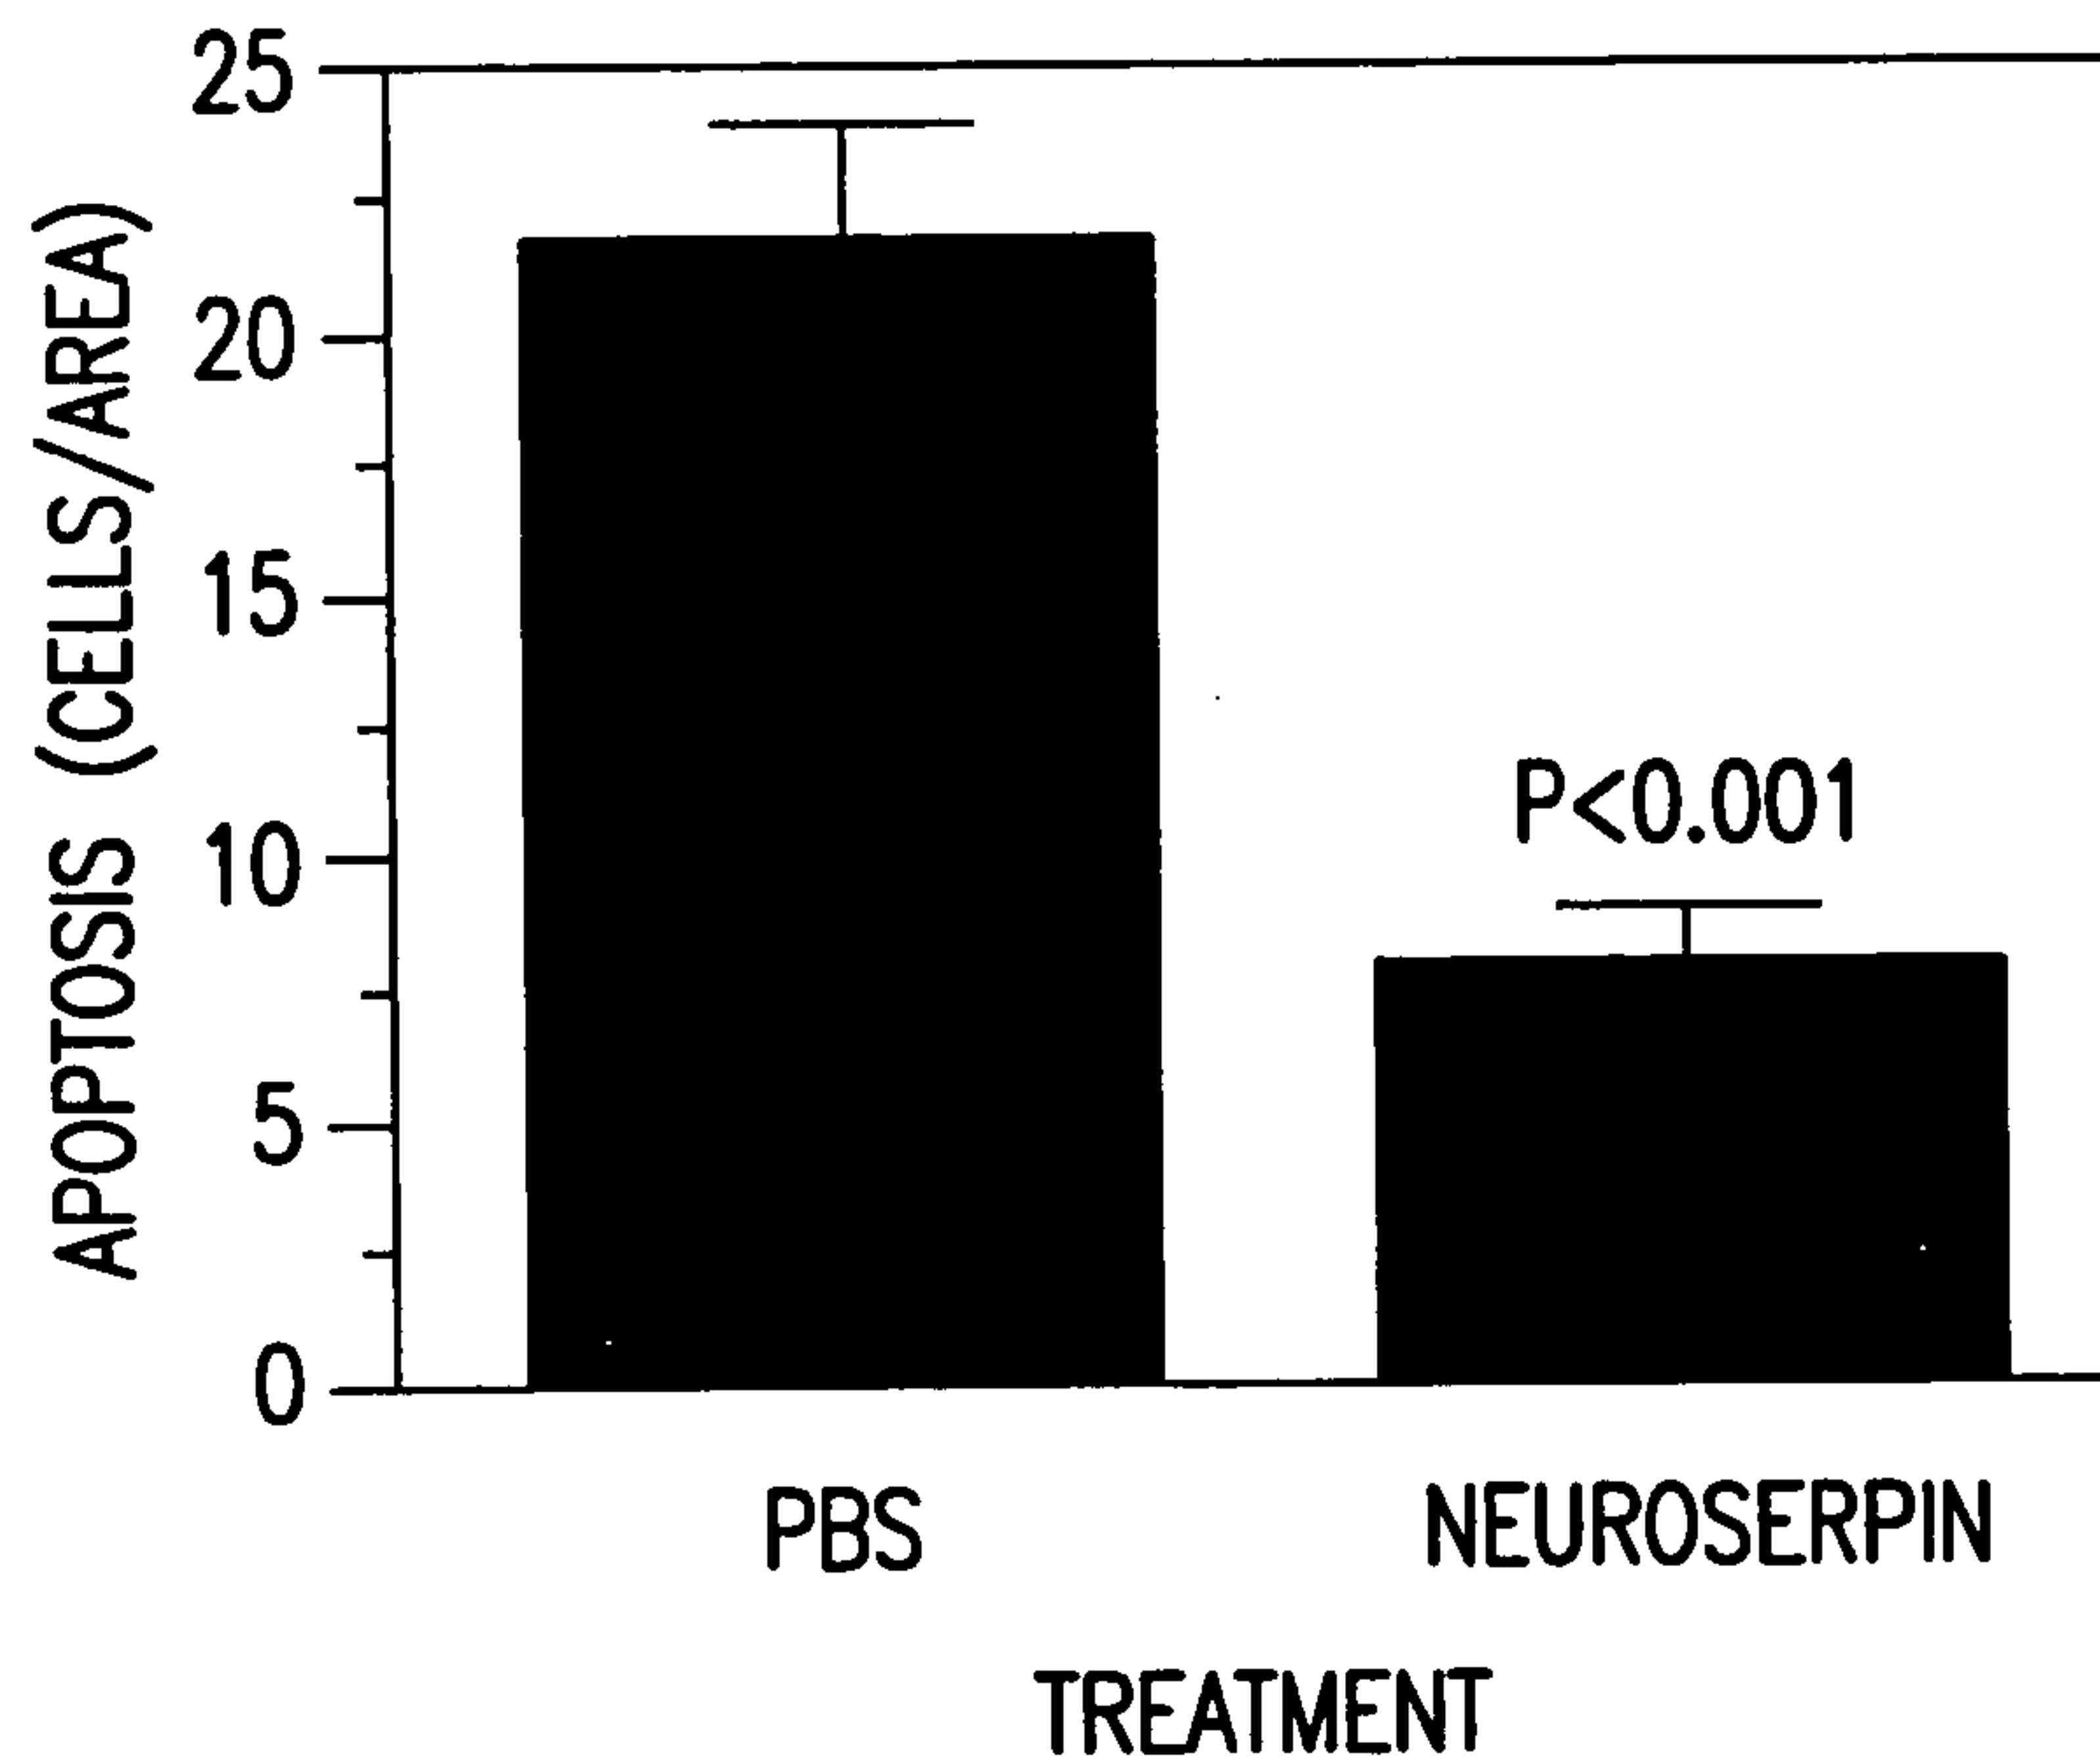 APOPTOSIS (CELLS/AREA)
25
20
15
10
5
0
P<0.001
PBS
NEUROSERPIN
TREATMENT